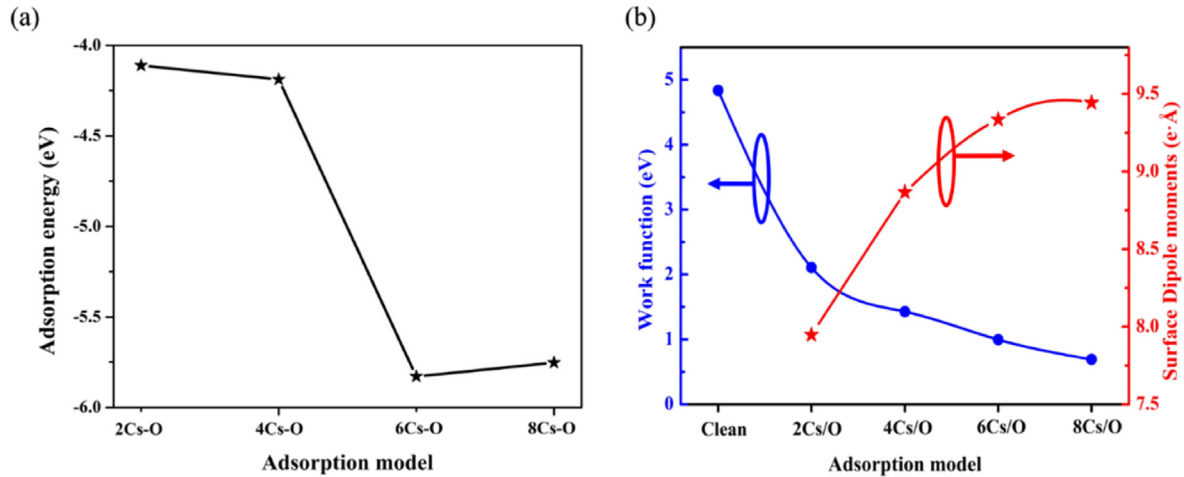 (a)
-4.0
-4.5
-5.0
-5.5
-6.0
Adsorption energy (eV)
2Cs-O 4Cs-O 6Cs-O 8Cs-O
Adsorption model
(b)
5
4
3
2
1
0
Work function (eV)
9.5
9.0
8.5
8.0
7.5
Surface Dipole moments (e·Å)
Clean 2Cs/O 4Cs/O 6Cs/O 8Cs/O
Adsorption model